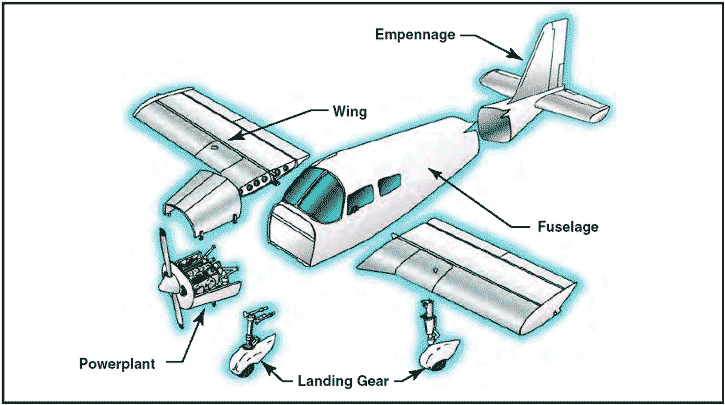 Empennage
Wing
Fuselage
Powerplant
Landing Gear